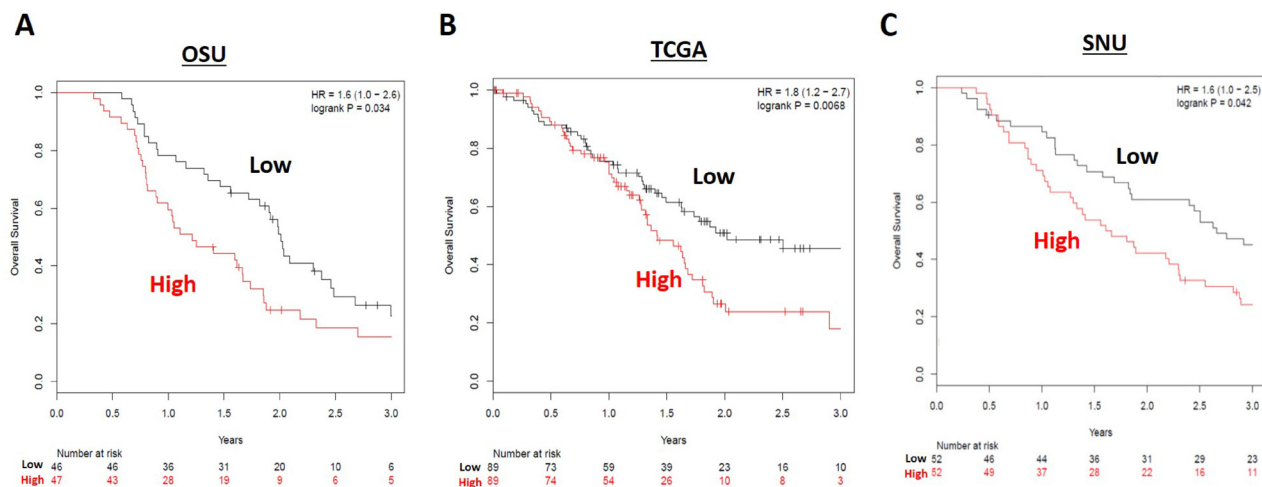 A
OSU
HR = 1.6 (1.0 – 2.6)
logrank P = 0.034
Overall Survival
1.0
0.8
0.6
0.4
0.2
0.0
Low
High
0.0 0.5 1.0 1.5 2.0 2.5 3.0
Years
Number at risk
Low 46 46 36 31 20 10 6
High 47 43 28 19 9 6 5
B
TCGA
HR = 1.8 (1.2 – 2.7)
logrank P = 0.0068
Overall Survival
1.0
0.8
0.6
0.4
0.2
0.0
Low
High
0.0 0.5 1.0 1.5 2.0 2.5 3.0
Years
Number at risk
Low 89 73 59 39 23 16 10
High 89 74 54 26 10 8 3
C
SNU
HR = 1.6 (1.0 – 2.5)
logrank P = 0.042
Overall Survival
1.0
0.8
0.6
0.4
0.2
0.0
Low
High
0.0 0.5 1.0 1.5 2.0 2.5 3.0
Years
Number at risk
Low 52 46 44 36 31 29 23
High 52 49 37 28 22 16 11